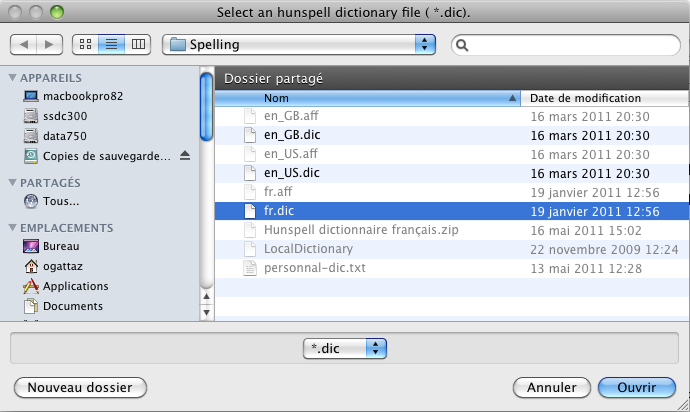 Select an hunspell dictionary file ( *.dic).
Spelling
APPAREILS
macbookpro82
ssdc300
data750
Copies de sauvegarde...
PARTAGÉS
Tous...
EMPLACEMENTS
Bureau
ogattaz
Applications
Documents
Dossier partagé
Nom Date de modification
en_GB.aff 16 mars 2011 20:30
en_GB.dic 16 mars 2011 20:30
en_US.aff 16 mars 2011 20:30
en_US.dic 16 mars 2011 20:30
fr.aff 19 janvier 2011 12:56
fr.dic 19 janvier 2011 12:56
Hunspell dictionnaire français.zip 16 mai 2011 15:02
LocalDictionary 22 novembre 2009 12:24
personnal-dic.txt 13 mai 2011 12:28
*.dic
Nouveau dossier Annuler Ouvrir